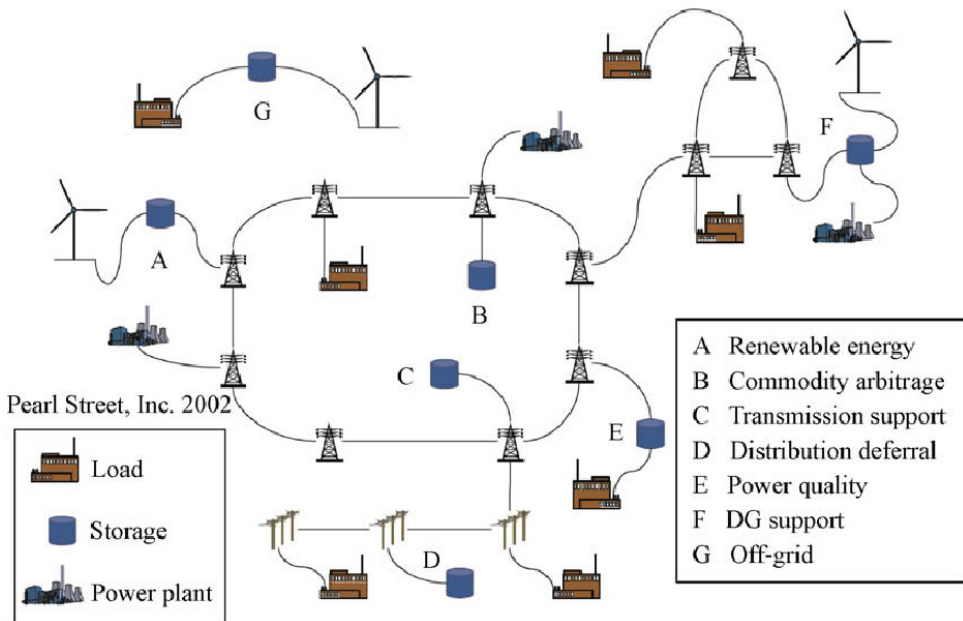 G
F
A
B
C
E
D
Pearl Street, Inc. 2002
Load
Storage
Power plant
A Renewable energy
B Commodity arbitrage
C Transmission support
D Distribution deferral
E Power quality
F DG support
G Off-grid